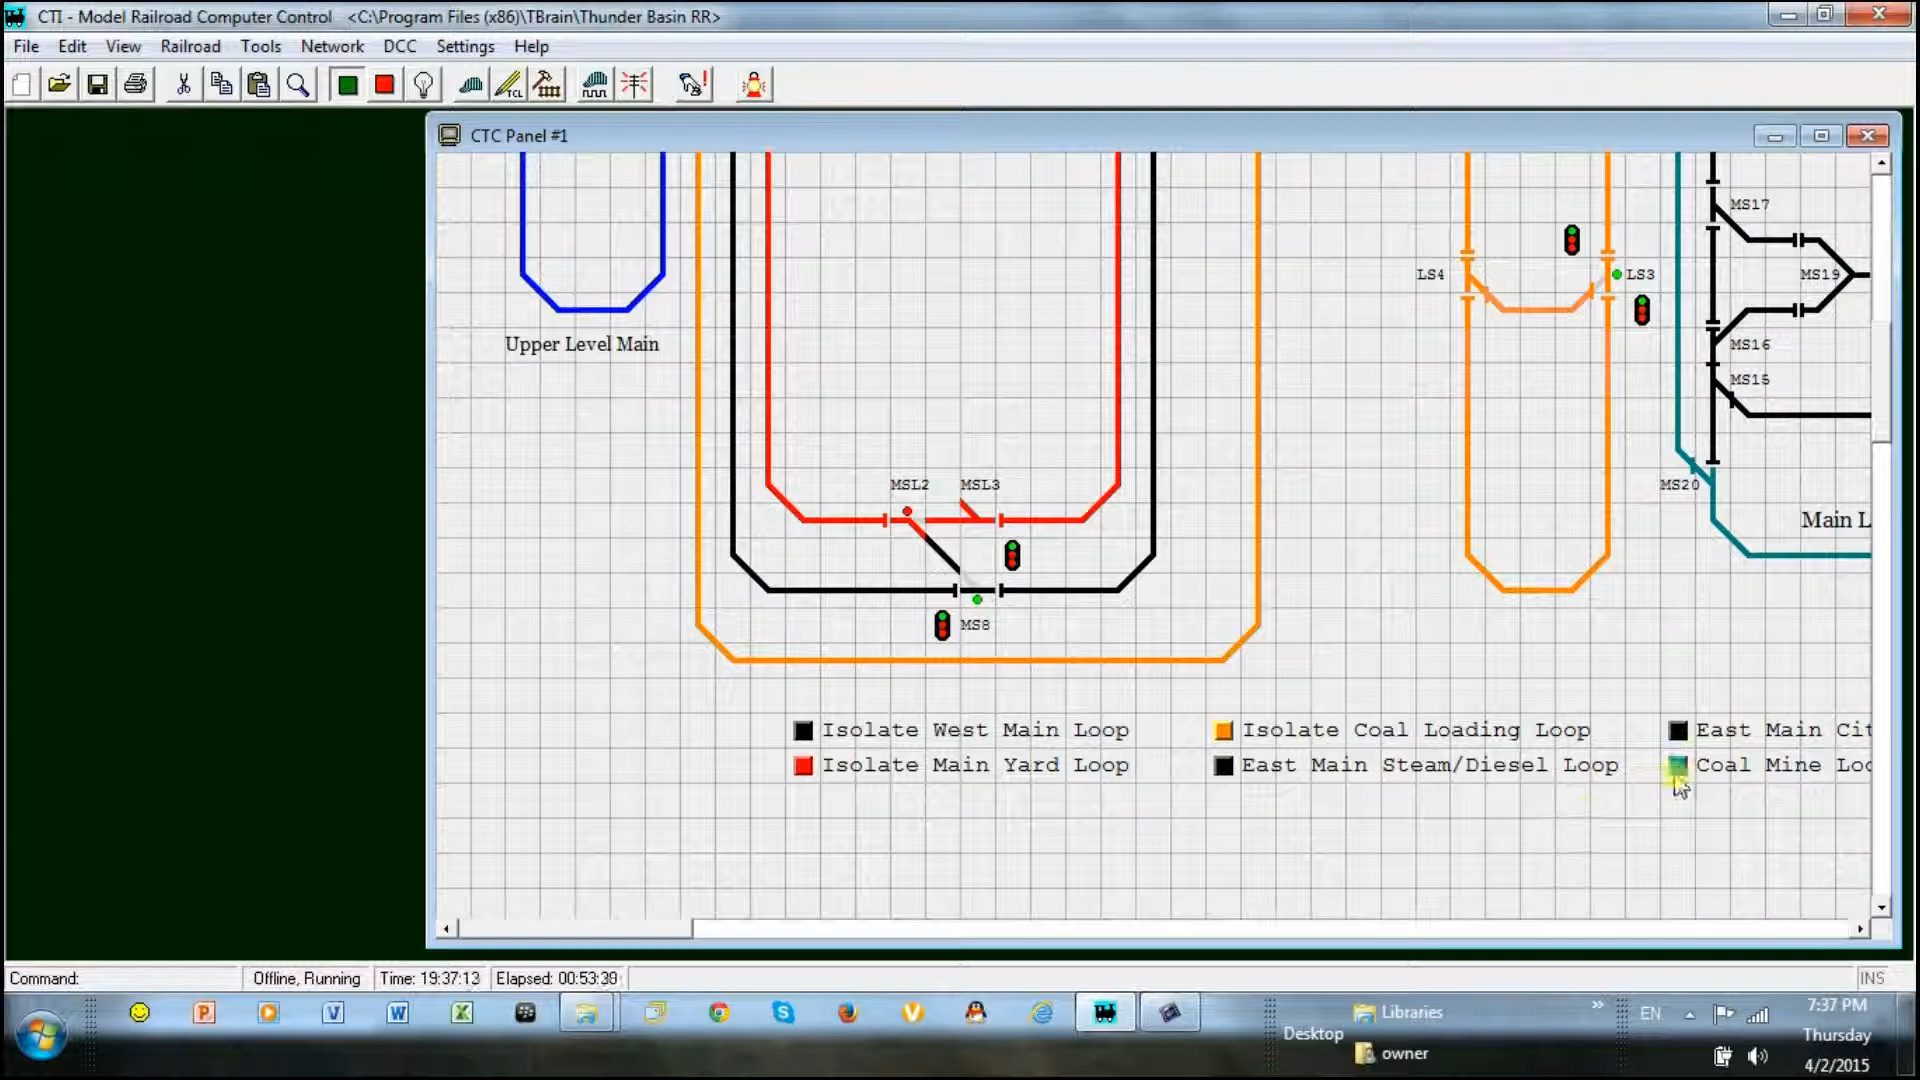 CTI - Model Railroad Computer Control <C:\Program Files (x86)\TBrain\Thunder Basin RR>
File Edit View Railroad Tools Network DCC Settings Help
TCL
CTC Panel #1
MS17
LS4
LS3
MS19
Upper Level Main
MS16
MS15
MSL2 MSL3
MS20
Main L
MS8
Isolate West Main Loop
Isolate Coal Loading Loop
East Main Cit
Isolate Main Yard Loop
East Main Steam/Diesel Loop
Coal Mine Loo
Command: Offline, Running Time: 19:37:13 Elapsed: 00:53:39 INS
Desktop
Libraries
owner
EN
7:37 PM
Thursday
4/2/2015